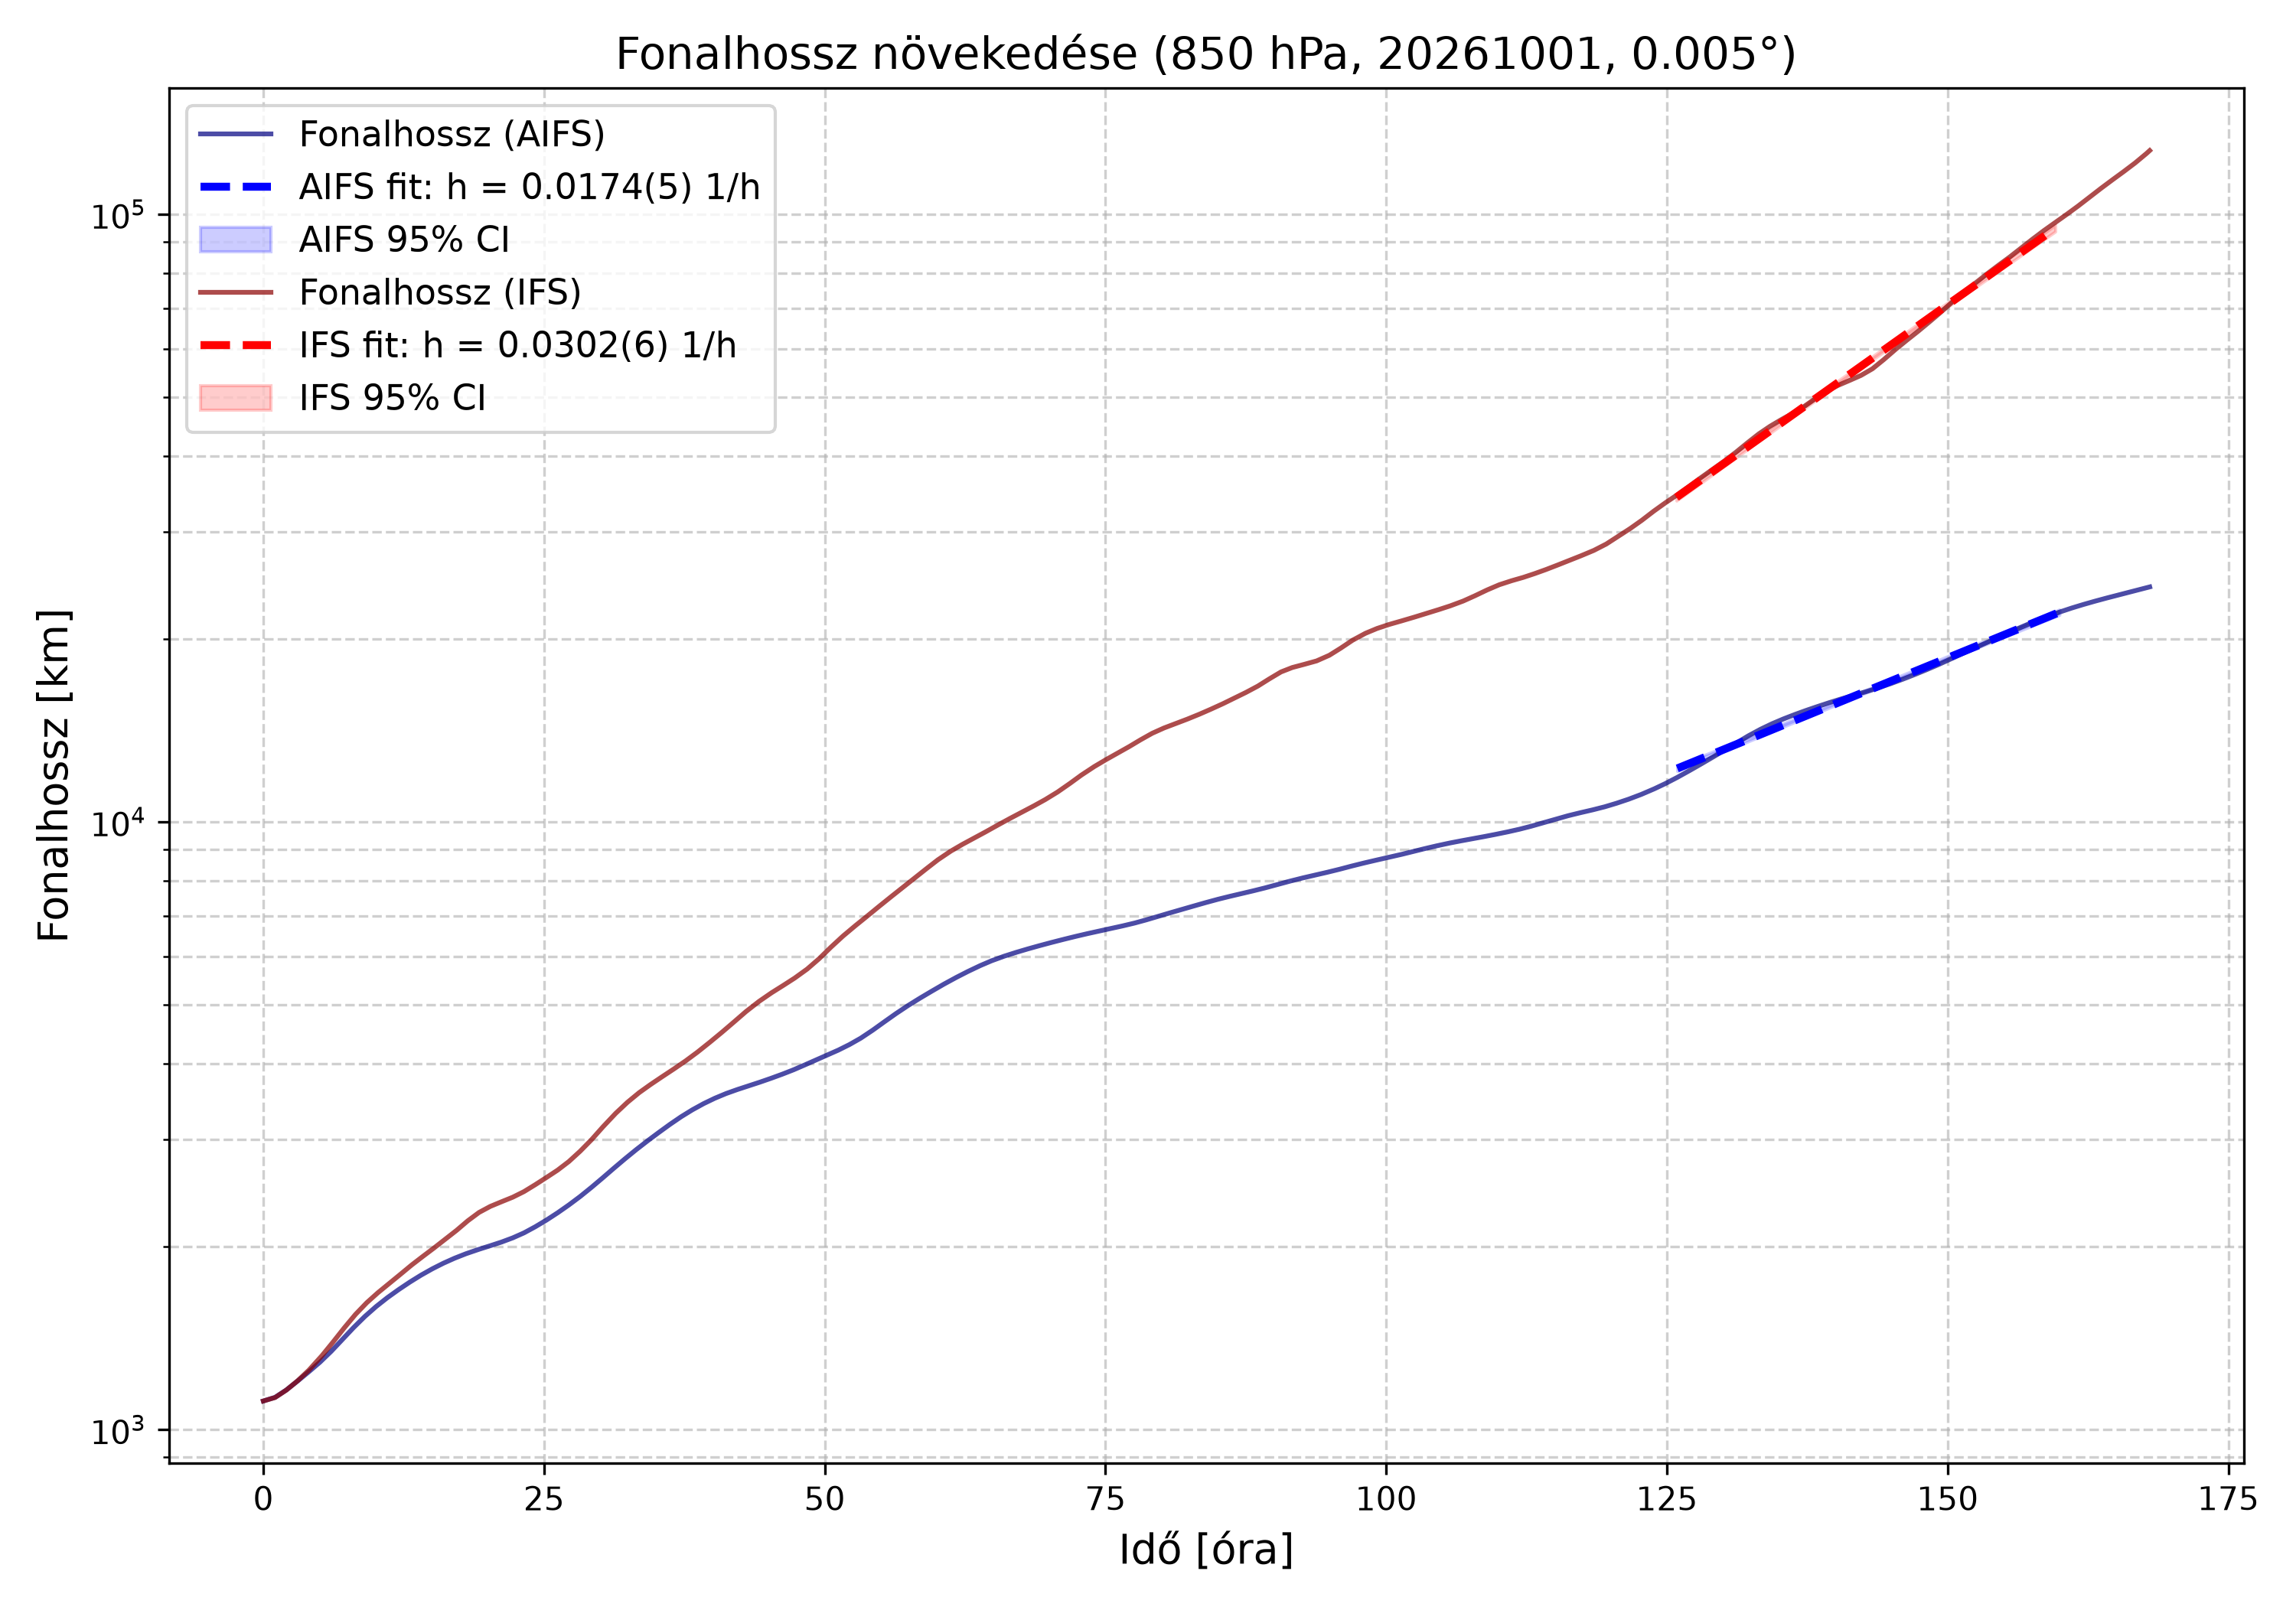 Fonalhossz növekedése (850 hPa, 20261001, 0.005°)
Fonalhossz (AIFS)
AIFS fit: h = 0.0174(5) 1/h
AIFS 95% CI
Fonalhossz (IFS)
IFS fit: h = 0.0302(6) 1/h
IFS 95% CI
Fonalhossz [km]
10⁵
10⁴
10³
0 25 50 75 100 125 150 175
Idő [óra]